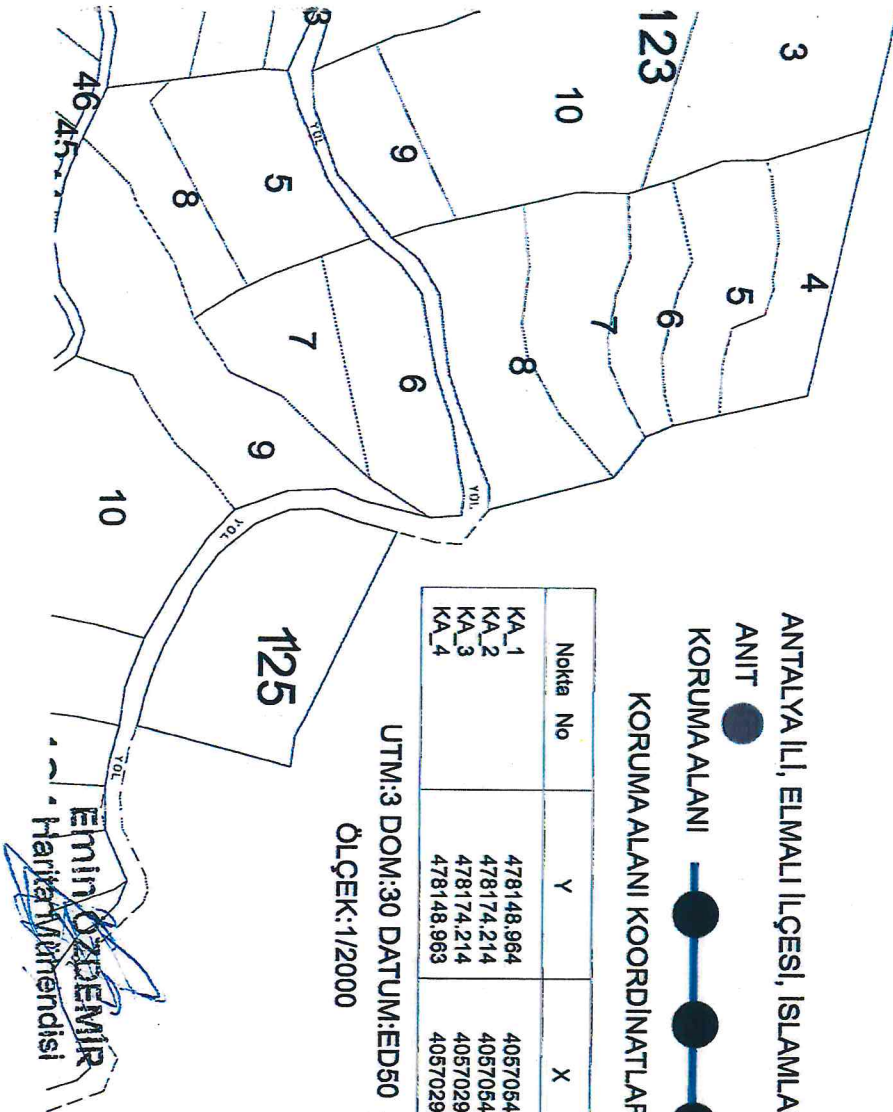 ANTALYA İLİ, ELMALI İLÇESİ, İSLAMLA
ANIT
KORUMA ALANI
KORUMA ALANI KOORDİNATLAR
Nokta No Y X
KA_1 478148.964 4057054
KA_2 478174.214 4057054
KA_3 478174.214 4057029
KA_4 478148.963 4057029
UTM:3 DOM:30 DATUM:ED50
ÖLÇEK:1/2000
3
123
10
9
4
5
6
7
8
YOL
5
8
46
45
6
7
YOL
9
10
YOL
125
YOL
Emin ÖZDEMİR
Harita Mühendisi